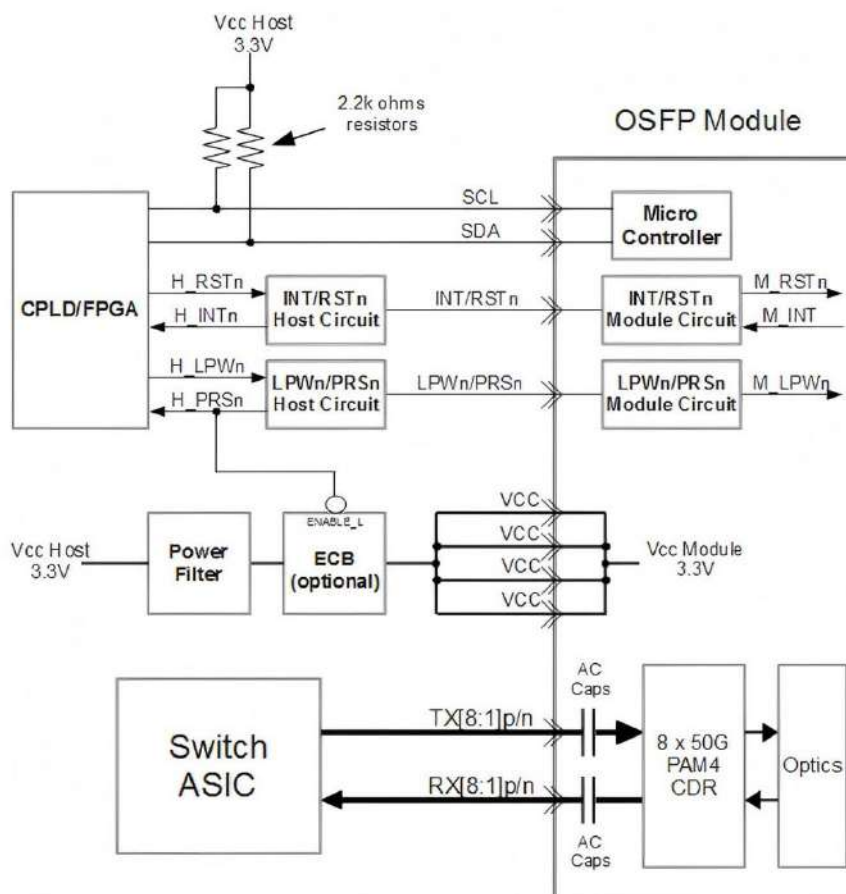 Vcc Host
3.3V
2.2k ohms
resistors
OSFP Module
SCL
SDA
Micro
Controller
CPLD/FPGA
H_RSTn
H_INTn
INT/RSTn
Host Circuit
INT/RSTn
INT/RSTn
Module Circuit
M_RSTn
M_INT
H_LPWn
H_PRSn
LPWn/PRSn
Host Circuit
LPWn/PRSn
LPWn/PRSn
Module Circuit
M_LPWn
Vcc Host
3.3V
Power
Filter
ENABLE_L
ECB
(optional)
VCC
VCC
VCC
VCC
Vcc Module
3.3V
Switch
ASIC
TX[8:1]p/n
RX[8:1]p/n
AC
Caps
AC
Caps
8 x 50G
PAM4
CDR
Optics